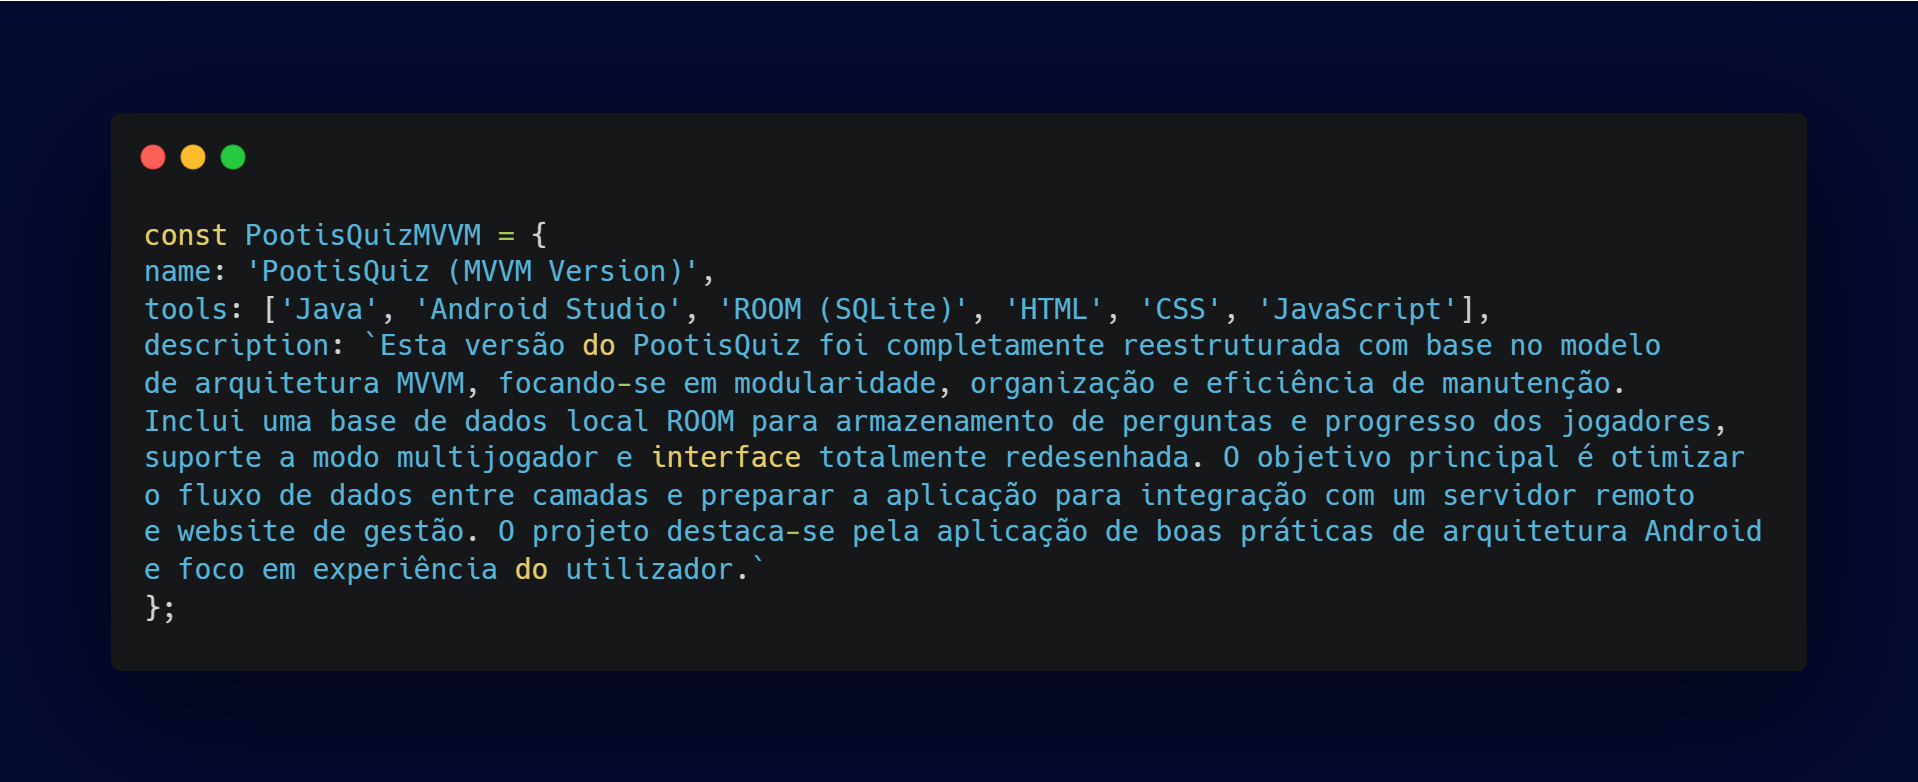 const PootisQuizMVVM = {
name: 'PootisQuiz (MVVM Version)',
tools: ['Java', 'Android Studio', 'ROOM (SQLite)', 'HTML', 'CSS', 'JavaScript'],
description: `Esta versão do PootisQuiz foi completamente reestruturada com base no modelo
de arquitetura MVVM, focando-se em modularidade, organização e eficiência de manutenção.
Inclui uma base de dados local ROOM para armazenamento de perguntas e progresso dos jogadores,
suporte a modo multijogador e interface totalmente redesenhada. O objetivo principal é otimizar
o fluxo de dados entre camadas e preparar a aplicação para integração com um servidor remoto
e website de gestão. O projeto destaca-se pela aplicação de boas práticas de arquitetura Android
e foco em experiência do utilizador.`
};